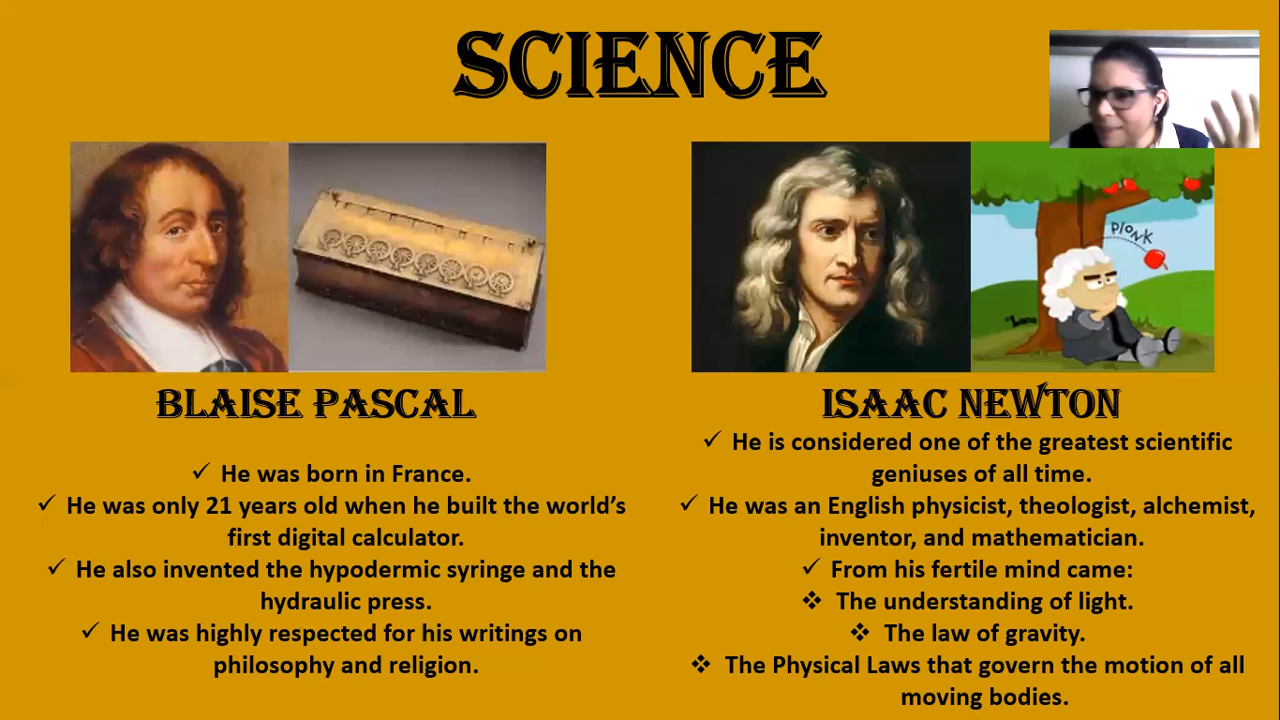 SCIENCE
PLONK
BLAISE PASCAL
✓ He was born in France.
✓ He was only 21 years old when he built the world’s
first digital calculator.
✓ He also invented the hypodermic syringe and the
hydraulic press.
✓ He was highly respected for his writings on
philosophy and religion.
ISAAC NEWTON
✓ He is considered one of the greatest scientific
geniuses of all time.
✓ He was an English physicist, theologist, alchemist,
inventor, and mathematician.
✓ From his fertile mind came:
❖ The understanding of light.
❖ The law of gravity.
❖ The Physical Laws that govern the motion of all
moving bodies.